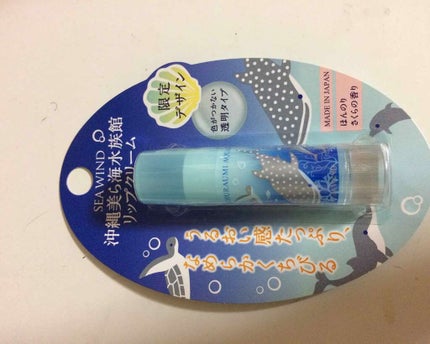 限定
デザイン
色がつかない
透明タイプ
MADE IN JAPAN
ほんのり
さくらの香り
SEA WIND
沖縄美ら海水族館
リップクリーム
うるおい感たっぷり、
なめらかくちびる